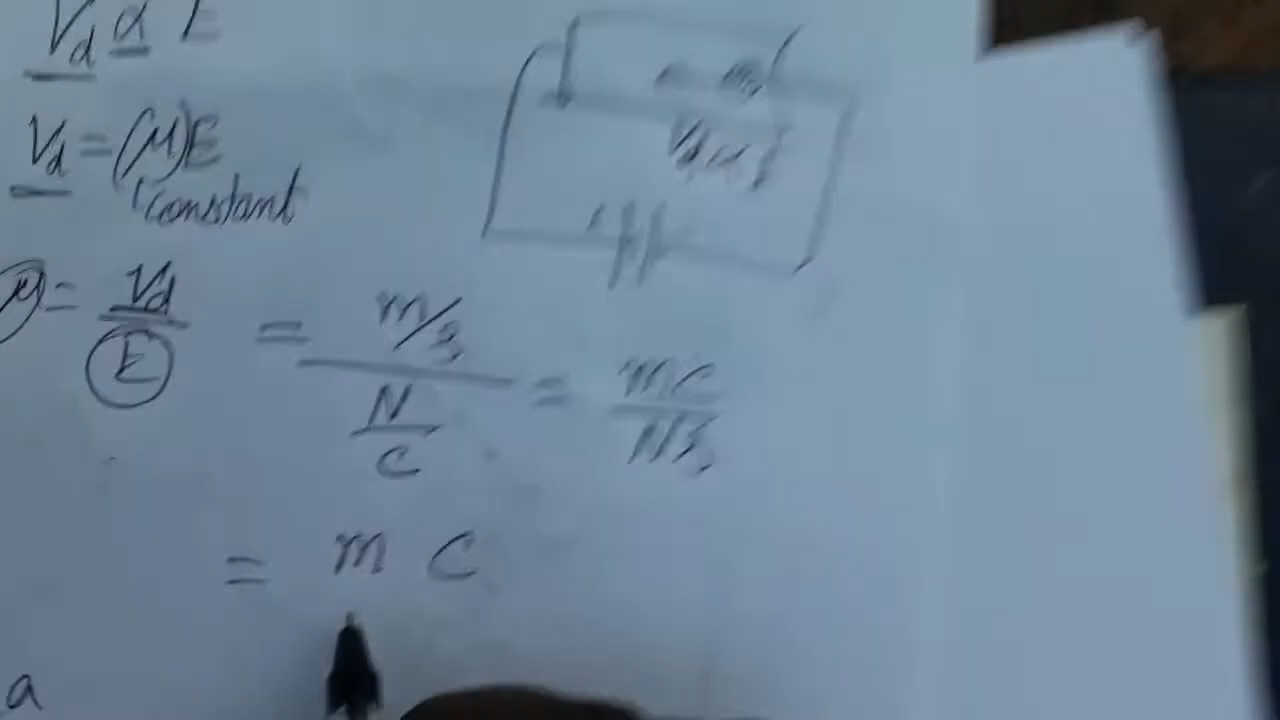 Vd α E
Vd = (μ)E
constant
μ = Vd / E = m/s / N/C = mC / Ns
= m C
a